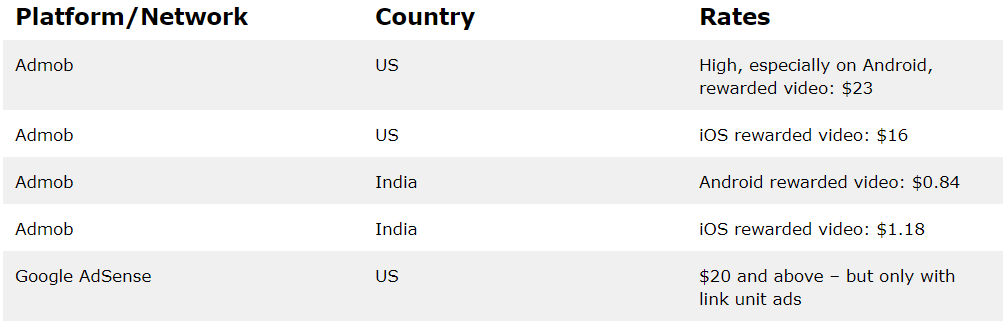 Platform/Network Country Rates
Admob US High, especially on Android,
rewarded video: $23
Admob US iOS rewarded video: $16
Admob India Android rewarded video: $0.84
Admob India iOS rewarded video: $1.18
Google AdSense US $20 and above – but only with
link unit ads